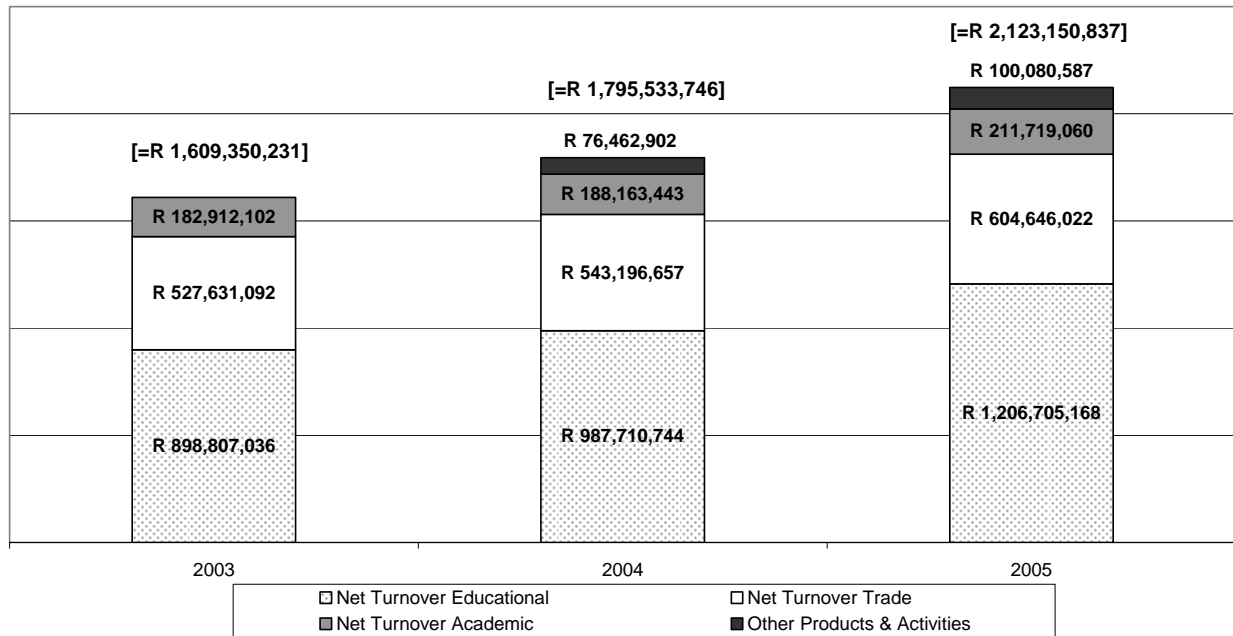 [=R 2,123,150,837]
R 100,080,587
[=R 1,795,533,746]
R 76,462,902
R 211,719,060
[=R 1,609,350,231]
R 188,163,443
R 182,912,102
R 604,646,022
R 543,196,657
R 527,631,092
R 1,206,705,168
R 987,710,744
R 898,807,036
2003 2004 2005
Net Turnover Educational Net Turnover Trade
Net Turnover Academic Other Products & Activities